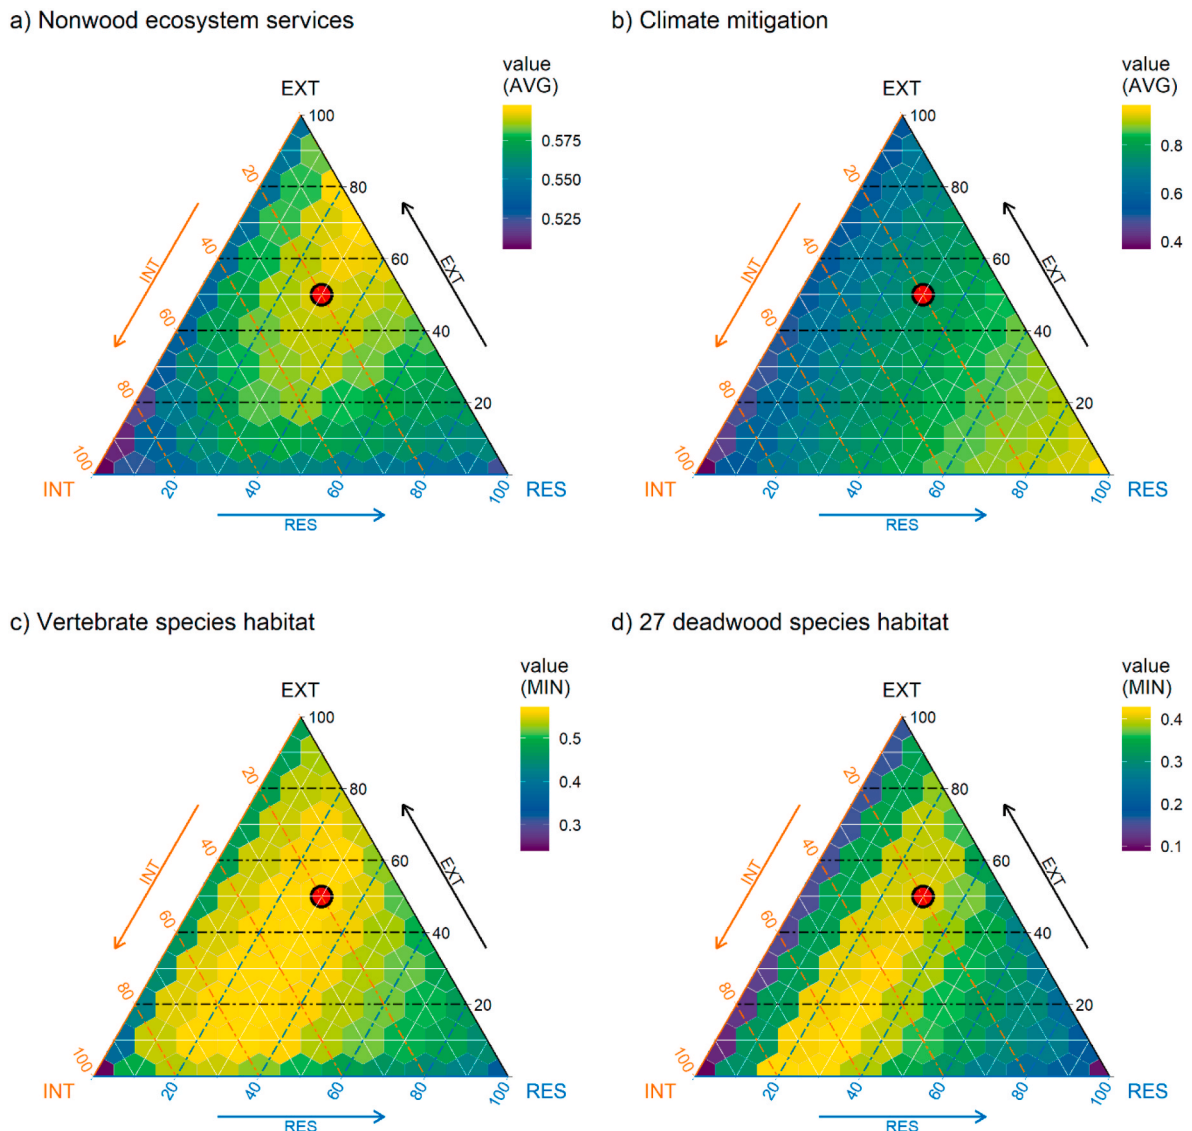 a) Nonwood ecosystem services
value
(AVG)
0.575
0.550
0.525
EXT
100
80
60
40
20
EXT
20
40
60
80
100
INT
INT
20
40
60
80
100
RES
RES
b) Climate mitigation
value
(AVG)
0.8
0.6
0.4
EXT
100
80
60
40
20
EXT
20
40
60
80
100
INT
INT
20
40
60
80
100
RES
RES
c) Vertebrate species habitat
value
(MIN)
0.5
0.4
0.3
EXT
100
80
60
40
20
EXT
20
40
60
80
100
INT
INT
20
40
60
80
100
RES
RES
d) 27 deadwood species habitat
value
(MIN)
0.4
0.3
0.2
0.1
EXT
100
80
60
40
20
EXT
20
40
60
80
100
INT
INT
20
40
60
80
100
RES
RES